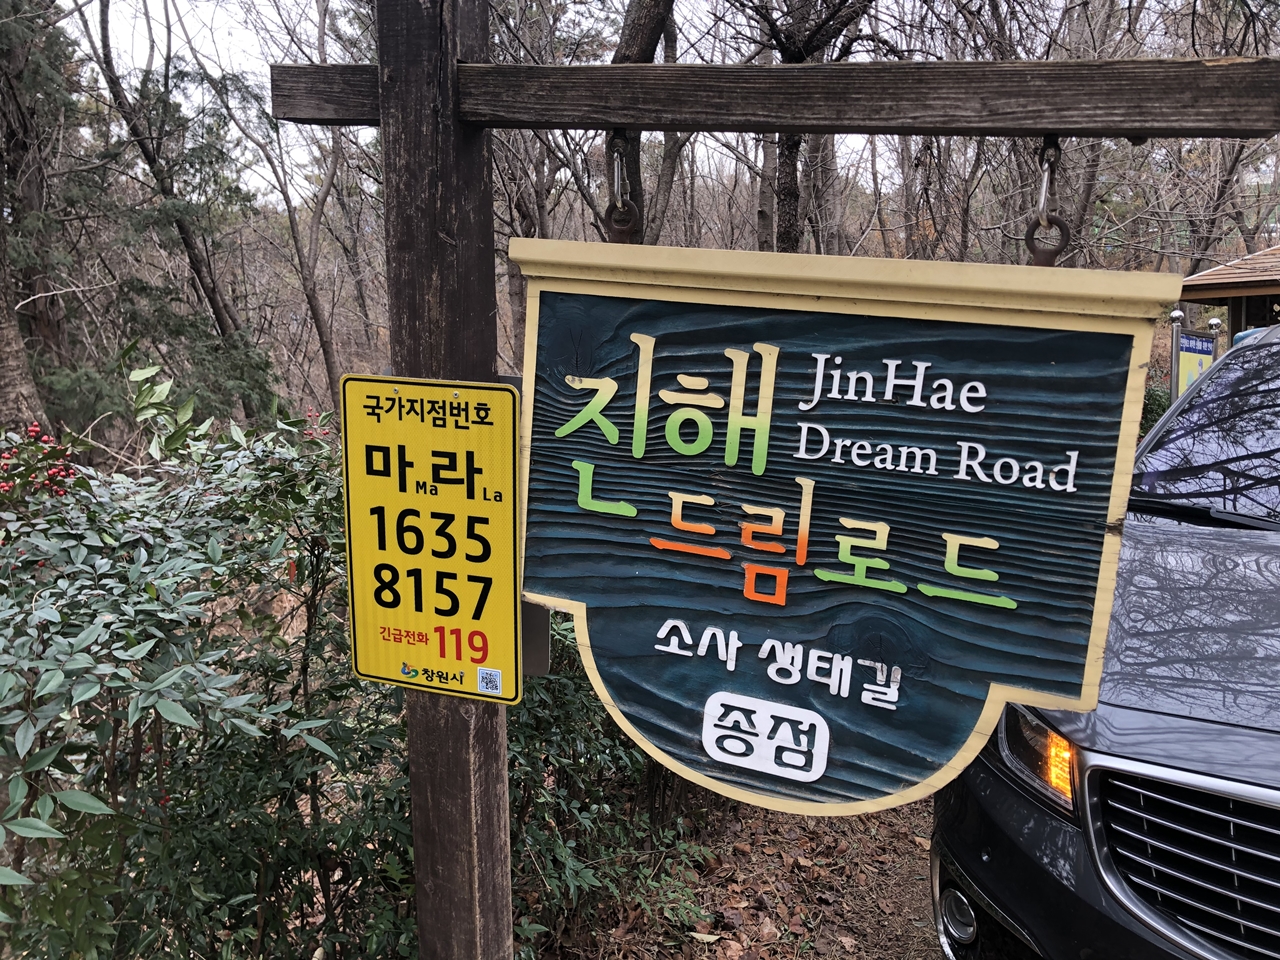 국가지점번호
마Ma라La
1635
8157
긴급전화 119
창원시
진해
JinHae
Dream Road
드림로드
소사 생태길
종점